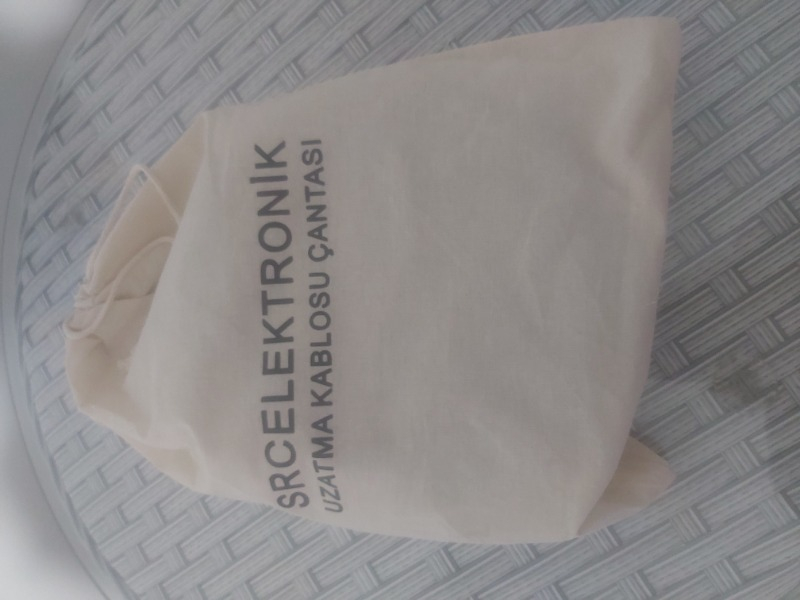 SRCELEKTRONİK
UZATMA KABLOSU ÇANTASI